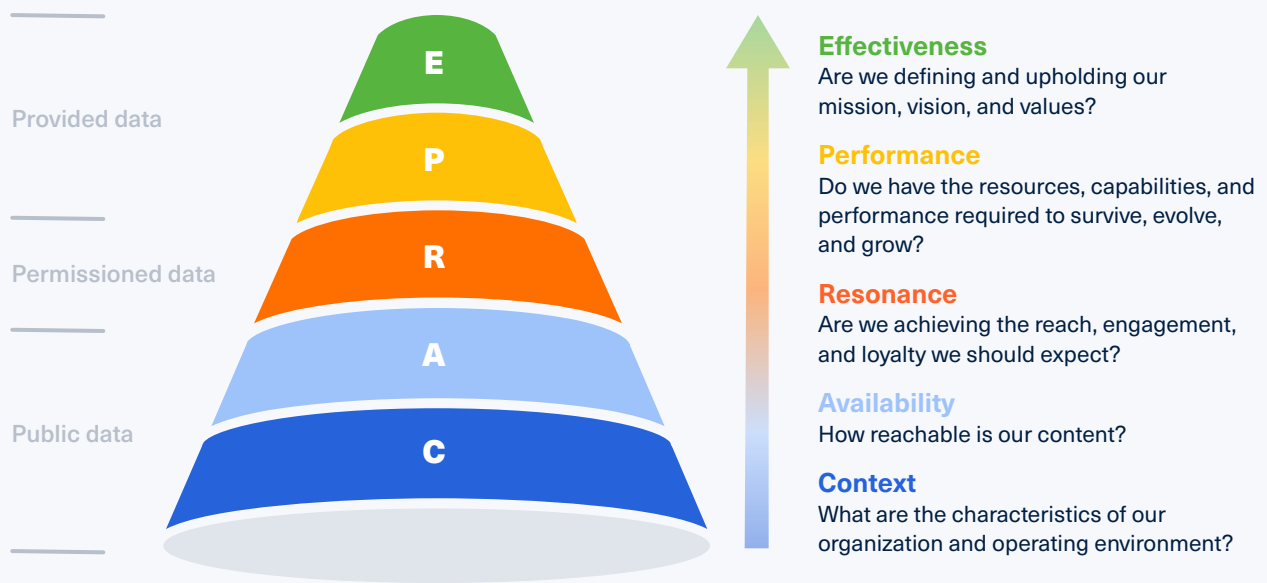 Provided data
Permissioned data
Public data
E
P
R
A
C
Effectiveness
Are we defining and upholding our
mission, vision, and values?
Performance
Do we have the resources, capabilities, and
performance required to survive, evolve,
and grow?
Resonance
Are we achieving the reach, engagement,
and loyalty we should expect?
Availability
How reachable is our content?
Context
What are the characteristics of our
organization and operating environment?